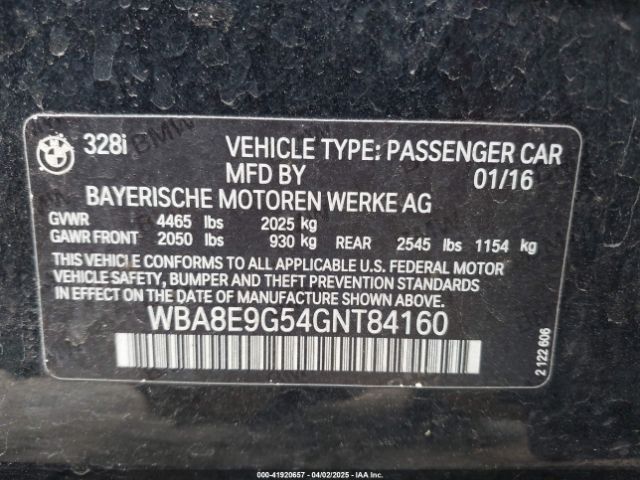 328i VEHICLE TYPE: PASSENGER CAR
MFD BY 01/16
BAYERISCHE MOTOREN WERKE AG
GVWR 4465 lbs 2025 kg
GAWR FRONT 2050 lbs 930 kg REAR 2545 lbs 1154 kg
THIS VEHICLE CONFORMS TO ALL APPLICABLE U.S. FEDERAL MOTOR
VEHICLE SAFETY, BUMPER AND THEFT PREVENTION STANDARDS
IN EFFECT ON THE DATE OF MANUFACTURE SHOWN ABOVE.
WBA8E9G54GNT84160
2 122 606
020 - 41920657 - 04/02/2025 - IAA LLC